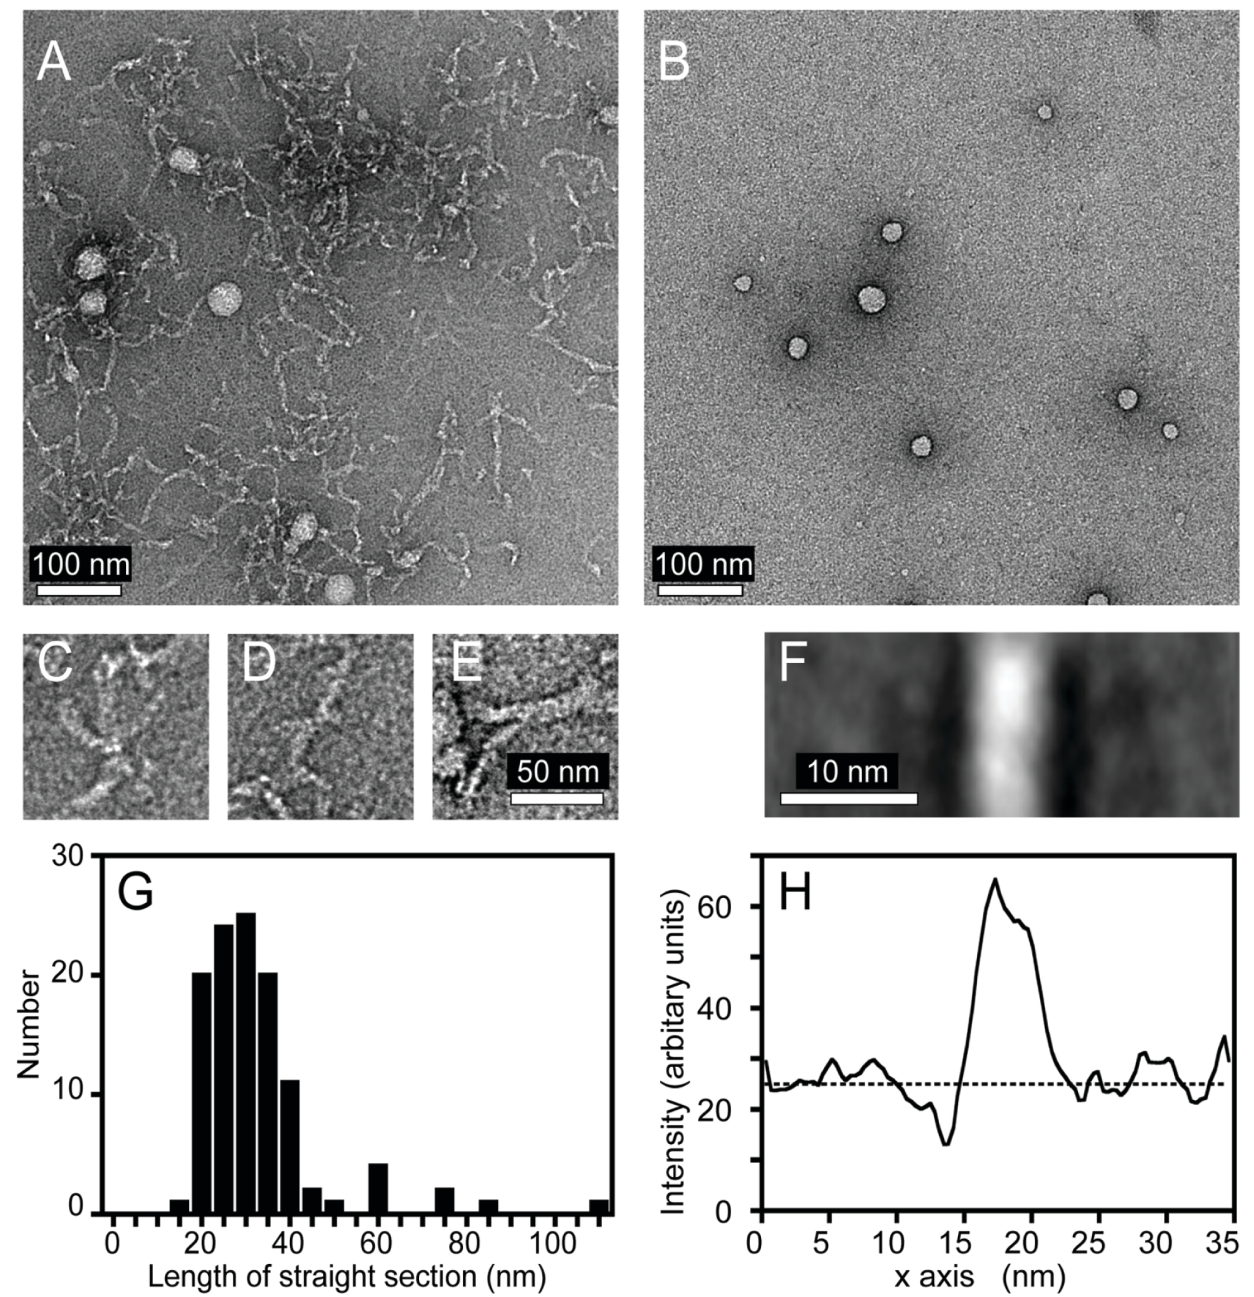 A
B
100 nm
100 nm
C
D
E
F
50 nm
10 nm
G
H
30
20
10
0
Number
0 20 40 60 80 100
Length of straight section (nm)
60
40
20
0
Intensity (arbitary units)
0 5 10 15 20 25 30 35
x axis (nm)